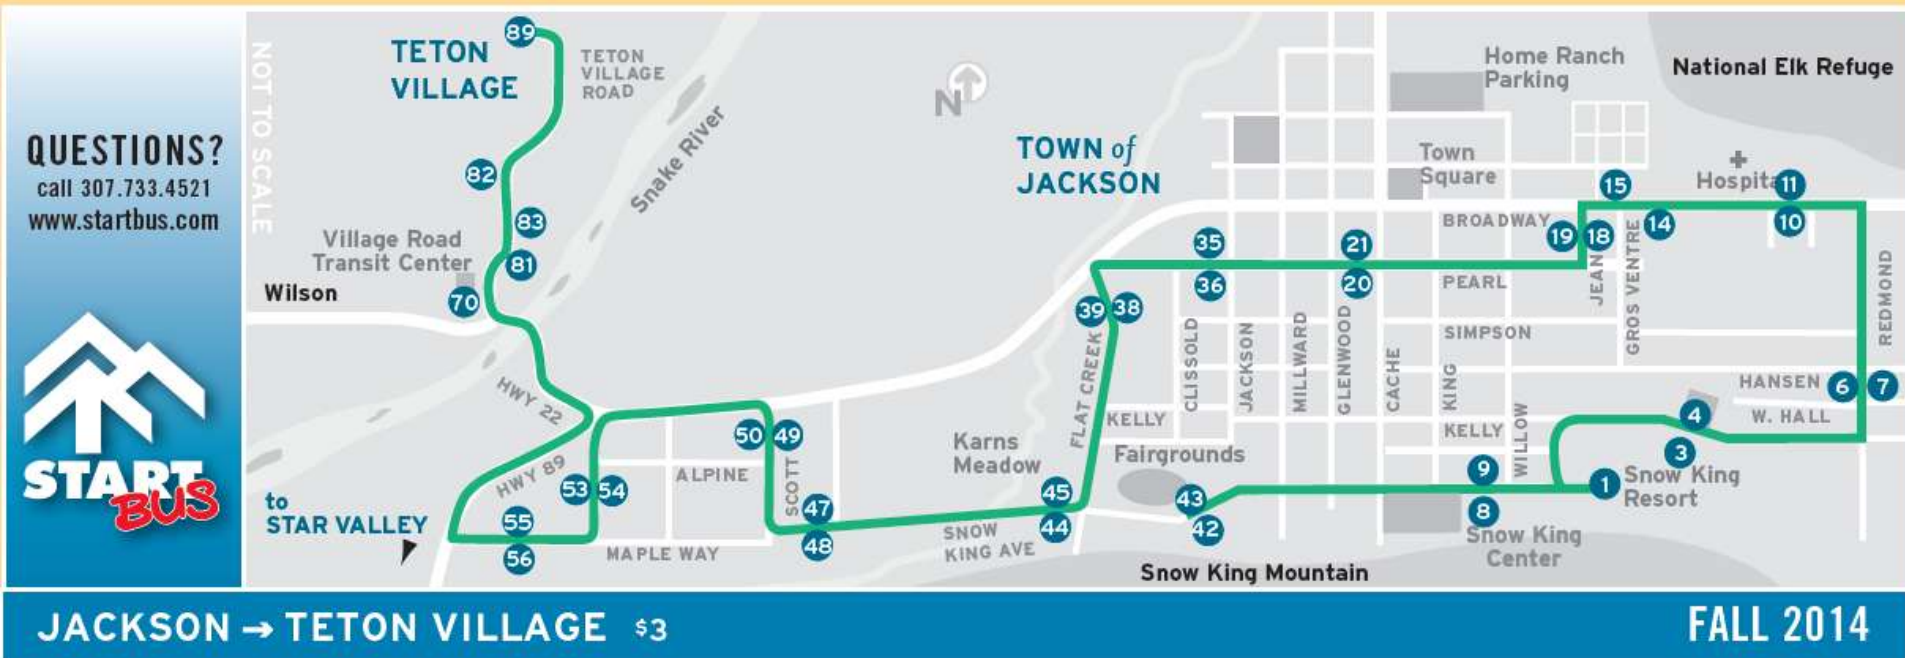 QUESTIONS?
call 307.733.4521
www.startbus.com
START
BUS
NOT TO SCALE
89
TETON
VILLAGE
TETON
VILLAGE
ROAD
82
83
81
Village Road
Transit Center
70
Wilson
Snake River
N
TOWN of
JACKSON
Home Ranch
Parking
National Elk Refuge
Town
Square
15
Hospita
11
BROADWAY
19
18
14
10
35
21
36
20
PEARL
JEAN
GROS VENTRE
REDMOND
39
38
SIMPSON
FLAT CREEK
CLISSOLD
JACKSON
MILLWARD
GLENWOOD
CACHE
KING
WILLOW
HANSEN
6
7
W. HALL
4
3
KELLY
KELLY
HWY 22
50
49
Karns
Meadow
Fairgrounds
9
1
Snow King
Resort
HWY 89
53
54
ALPINE
SCOTT
47
45
43
to
STAR VALLEY
55
56
MAPLE WAY
48
SNOW
KING AVE
44
42
8
Snow King
Center
Snow King Mountain
JACKSON → TETON VILLAGE $3
FALL 2014